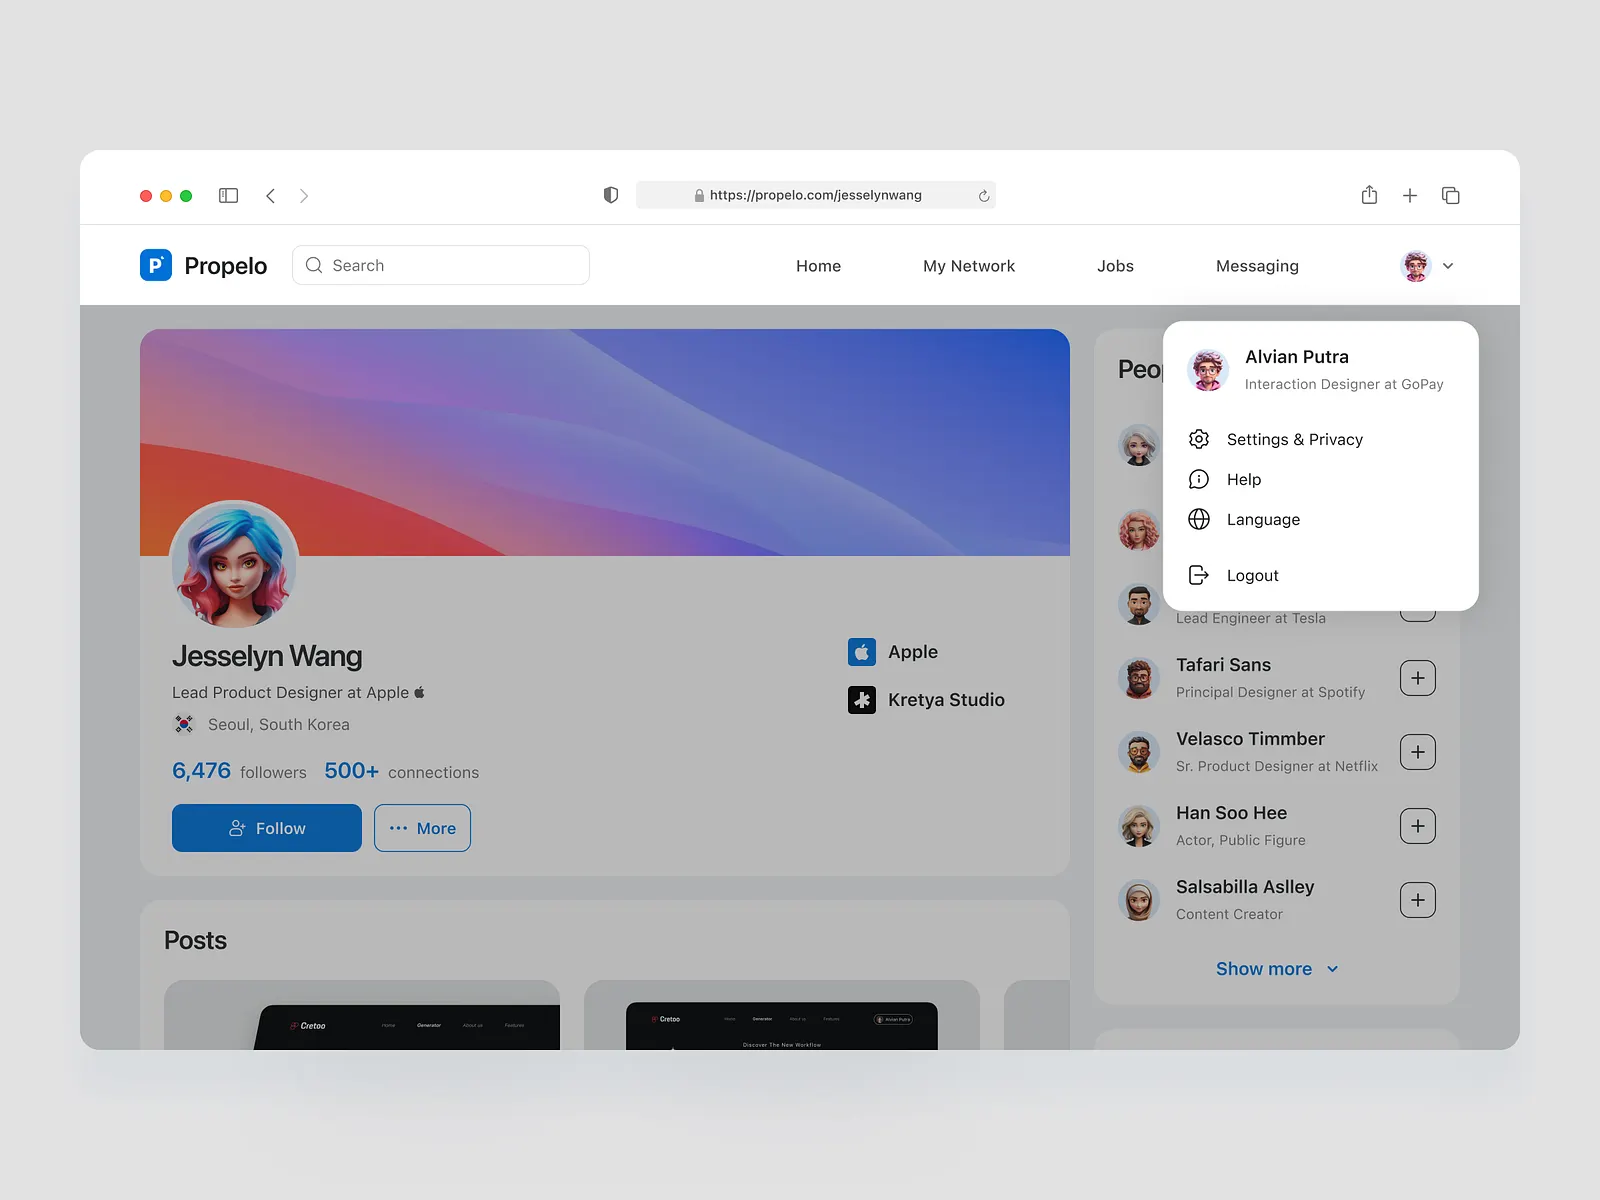 https://propelo.com/jesselynwang
P
Propelo
Search
Home
My Network
Jobs
Messaging
Alvian Putra
Interaction Designer at GoPay
Settings & Privacy
Help
Language
Logout
Jesselyn Wang
Lead Product Designer at Apple
Seoul, South Korea
6,476 followers 500+ connections
Follow
More
Apple
Kretya Studio
Posts
Cretoo
Home
Generator
About us
Features
Cretoo
Home
Generator
About us
Features
Alvian Putra
Discover The New Workflow
Lead Engineer at Tesla
Tafari Sans
Principal Designer at Spotify
Velasco Timmber
Sr. Product Designer at Netflix
Han Soo Hee
Actor, Public Figure
Salsabilla Aslley
Content Creator
Show more